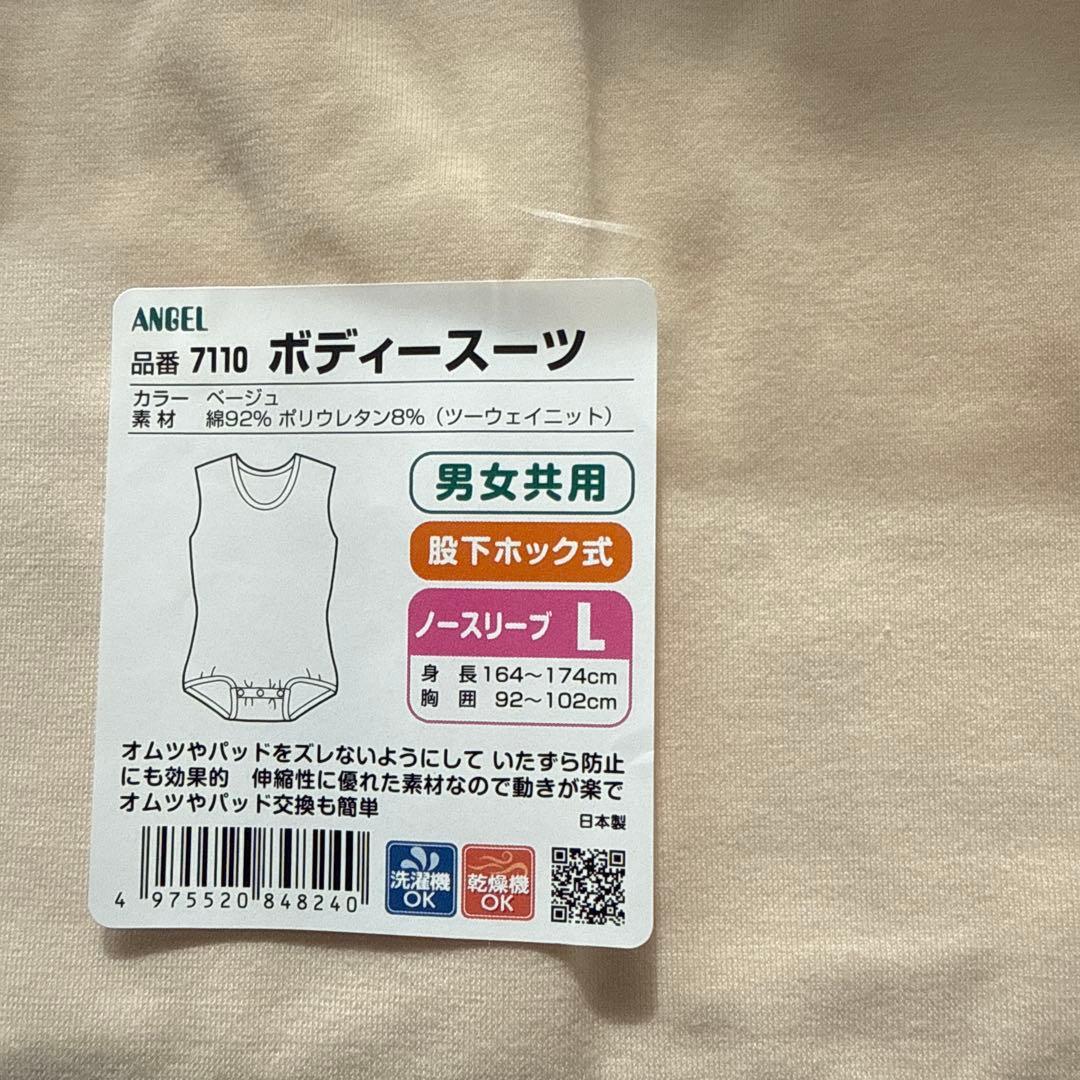 ANGEL
品番 7110 ボディースーツ
カラー ベージュ
素材 綿92% ポリウレタン8%（ツーウェイニット）
男女共用
股下ホック式
ノースリーブ L
身長 164〜174cm
胸囲 92〜102cm
オムツやパッドをズレないようにして いたずら防止
にも効果的 伸縮性に優れた素材なので動きが楽で
オムツやパッド交換も簡単
日本製
洗濯機
OK
乾燥機
OK
4 975520 848240